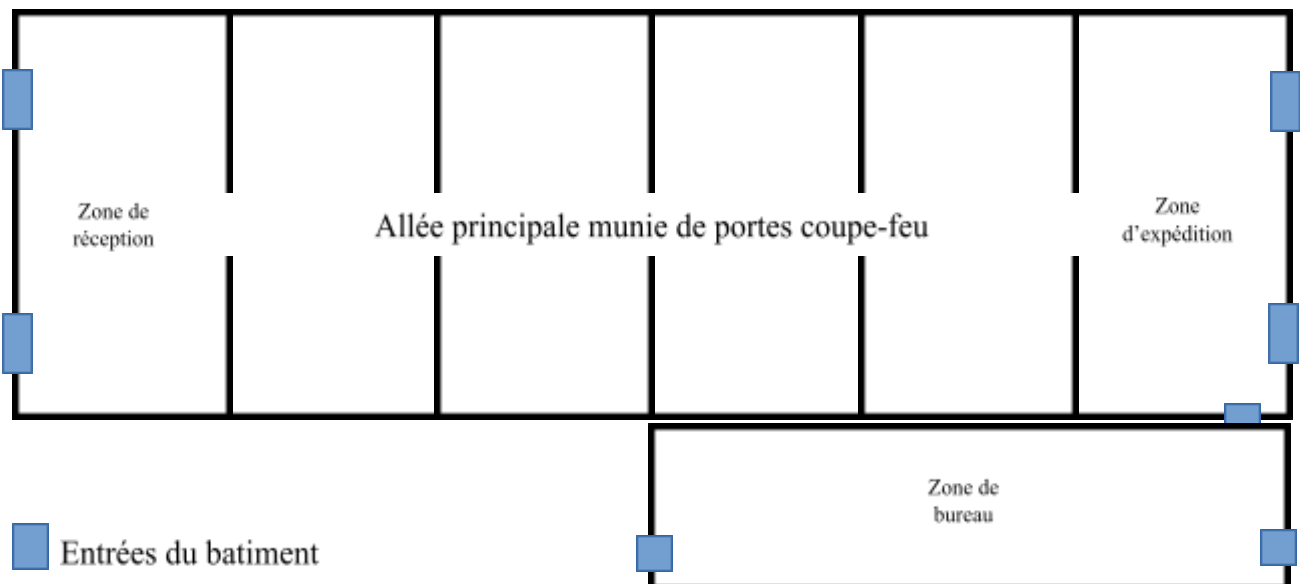 Zone de
réception
Allée principale munie de portes coupe-feu
Zone
d'expédition
Zone de
bureau
Entrées du batiment